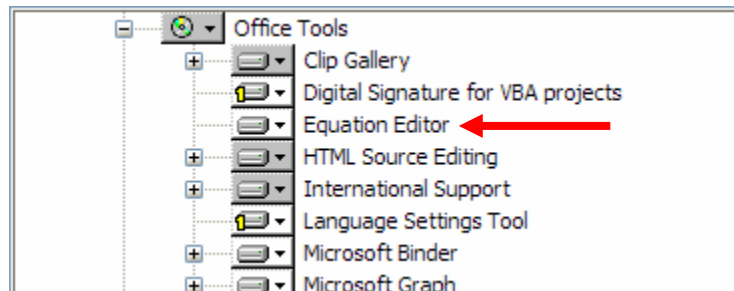 Office Tools
Clip Gallery
Digital Signature for VBA projects
Equation Editor
HTML Source Editing
International Support
Language Settings Tool
Microsoft Binder
Microsoft Graph